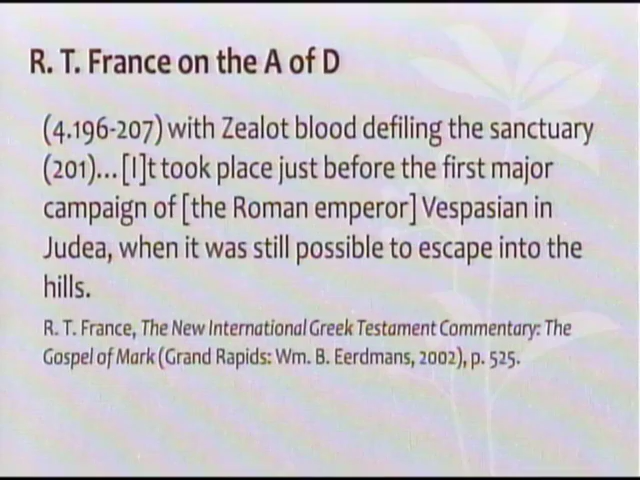 R. T. France on the A of D
(4.196-207) with Zealot blood defiling the sanctuary
(201)... [I]t took place just before the first major
campaign of [the Roman emperor] Vespasian in
Judea, when it was still possible to escape into the
hills.
R. T. France, The New International Greek Testament Commentary: The
Gospel of Mark (Grand Rapids: Wm. B. Eerdmans, 2002), p. 525.